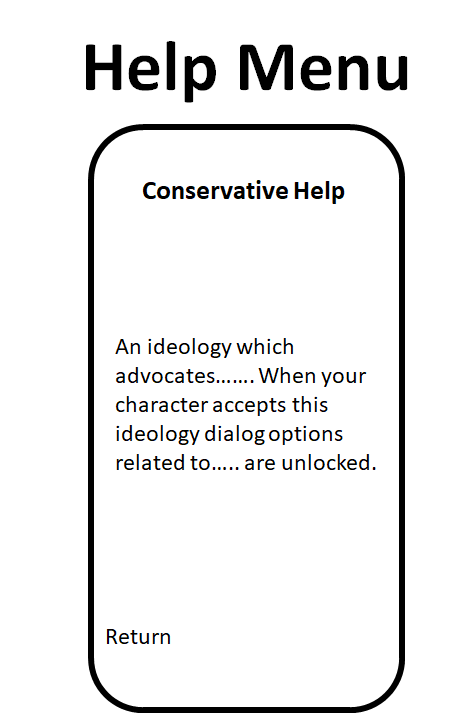 Help Menu
Conservative Help
An ideology which
advocates……. When your
character accepts this
ideology dialog options
related to….. are unlocked.
Return